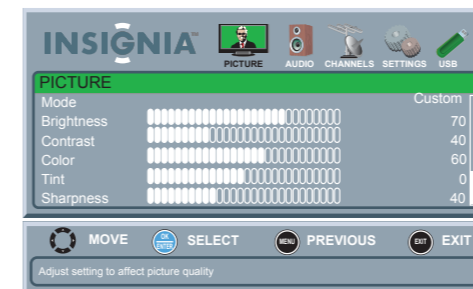 INSIGNIA™
PICTURE AUDIO CHANNELS SETTINGS USB
PICTURE
Mode Custom
Brightness 70
Contrast 40
Color 60
Tint 0
Sharpness 40
MOVE OK ENTER SELECT MENU PREVIOUS EXIT EXIT
Adjust setting to affect picture quality